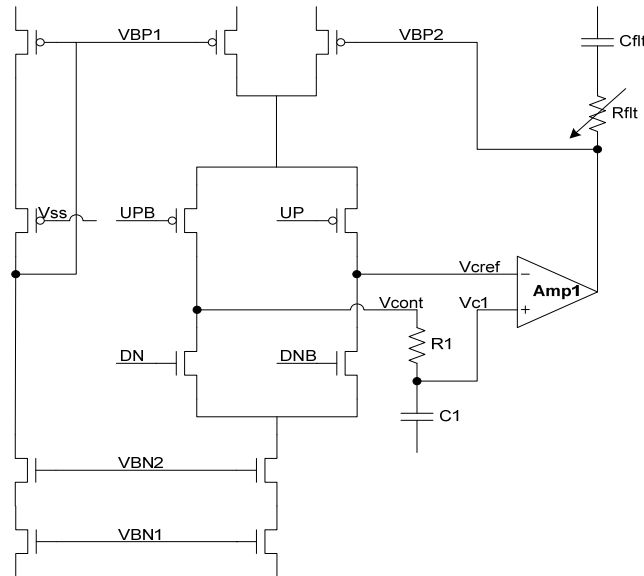 VBP1
VBP2
Cflt
Rflt
Vss
UPB
UP
Vcref
Amp1
Vcont
Vc1
R1
DN
DNB
C1
VBN2
VBN1